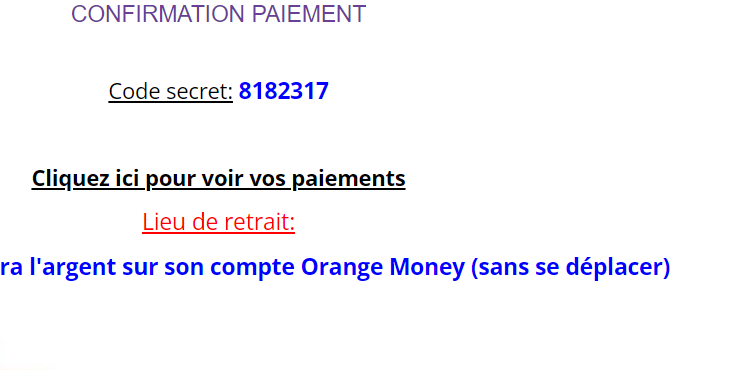 CONFIRMATION PAIEMENT
Code secret: 8182317
Cliquez ici pour voir vos paiements
Lieu de retrait:
ra l'argent sur son compte Orange Money (sans se déplacer)